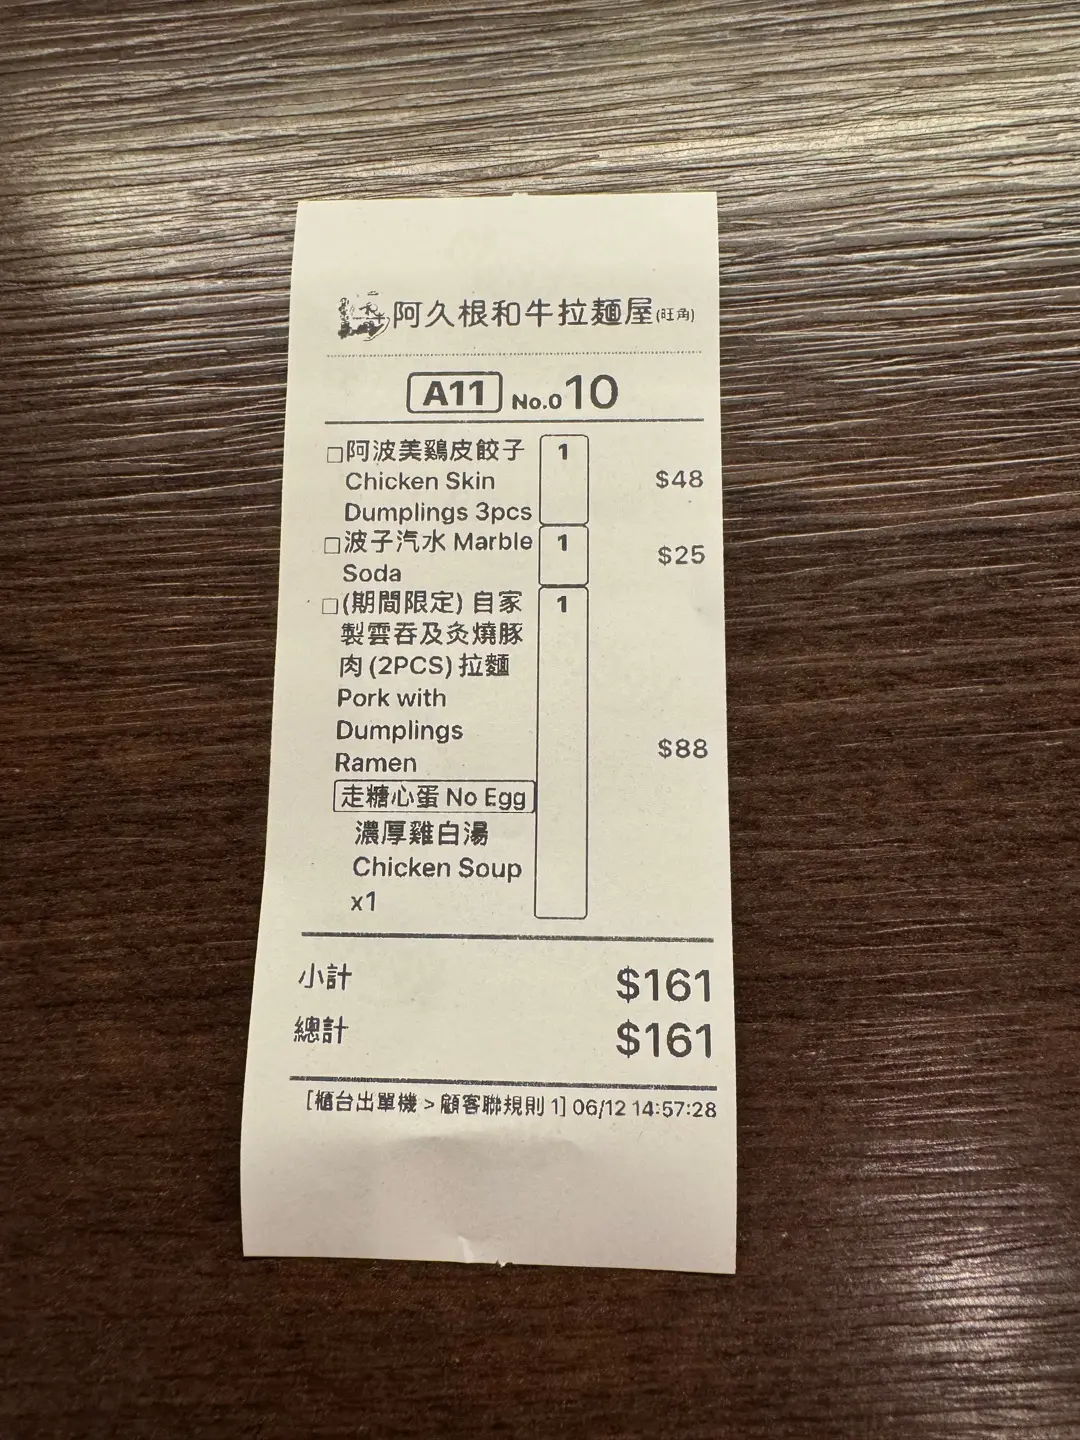 阿久根和牛拉麵屋(旺角)
A11 No.010
□阿波美鷄皮餃子 1
Chicken Skin $48
Dumplings 3pcs
□波子汽水 Marble 1
Soda $25
□(期間限定) 自家 1
製雲吞及炙燒豚
肉 (2PCS) 拉麵
Pork with
Dumplings $88
Ramen
走糖心蛋 No Egg
濃厚雞白湯
Chicken Soup
x1
小計 $161
總計 $161
[櫃台出單機 > 顧客聯規則 1] 06/12 14:57:28